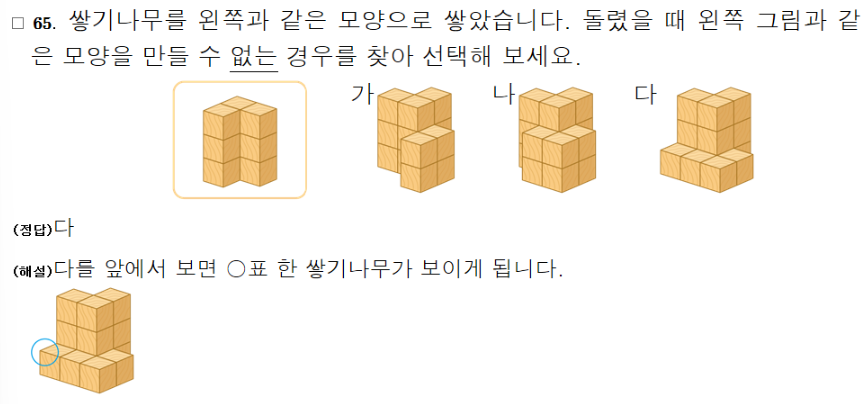 □ 65. 쌓기나무를 왼쪽과 같은 모양으로 쌓았습니다. 돌렸을 때 왼쪽 그림과 같
은 모양을 만들 수 없는 경우를 찾아 선택해 보세요.
가 나 다
(정답)다
(해설)다를 앞에서 보면 ○표 한 쌓기나무가 보이게 됩니다.